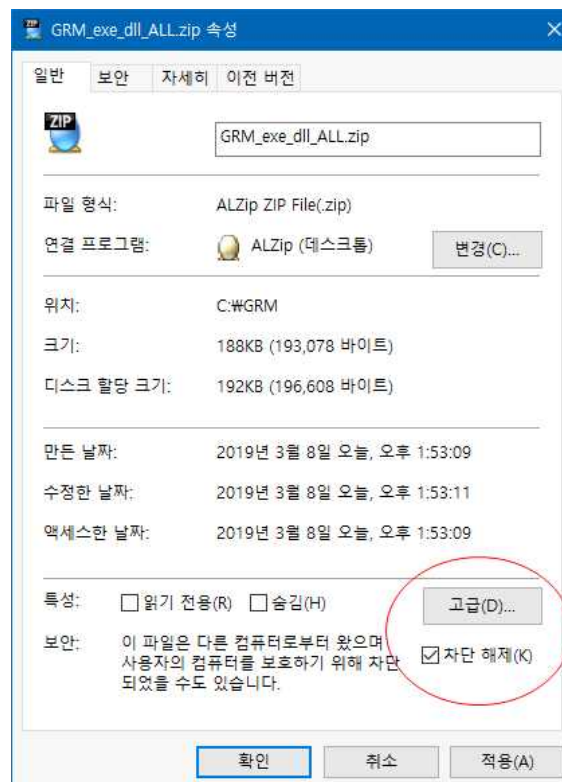 GRM_exe_dll_ALL.zip 속성
일반 보안 자세히 이전 버전
ZIP
GRM_exe_dll_ALL.zip
파일 형식: ALZip ZIP File(.zip)
연결 프로그램: ALZip (데스크톱) 변경(C)...
위치: C:₩GRM
크기: 188KB (193,078 바이트)
디스크 할당 크기: 192KB (196,608 바이트)
만든 날짜: 2019년 3월 8일 오늘, 오후 1:53:09
수정한 날짜: 2019년 3월 8일 오늘, 오후 1:53:11
액세스한 날짜: 2019년 3월 8일 오늘, 오후 1:53:09
특성: 읽기 전용(R) 숨김(H) 고급(D)...
보안: 이 파일은 다른 컴퓨터로부터 왔으며
사용자의 컴퓨터를 보호하기 위해 차단 차단 해제(K)
되었을 수도 있습니다.
확인 취소 적용(A)